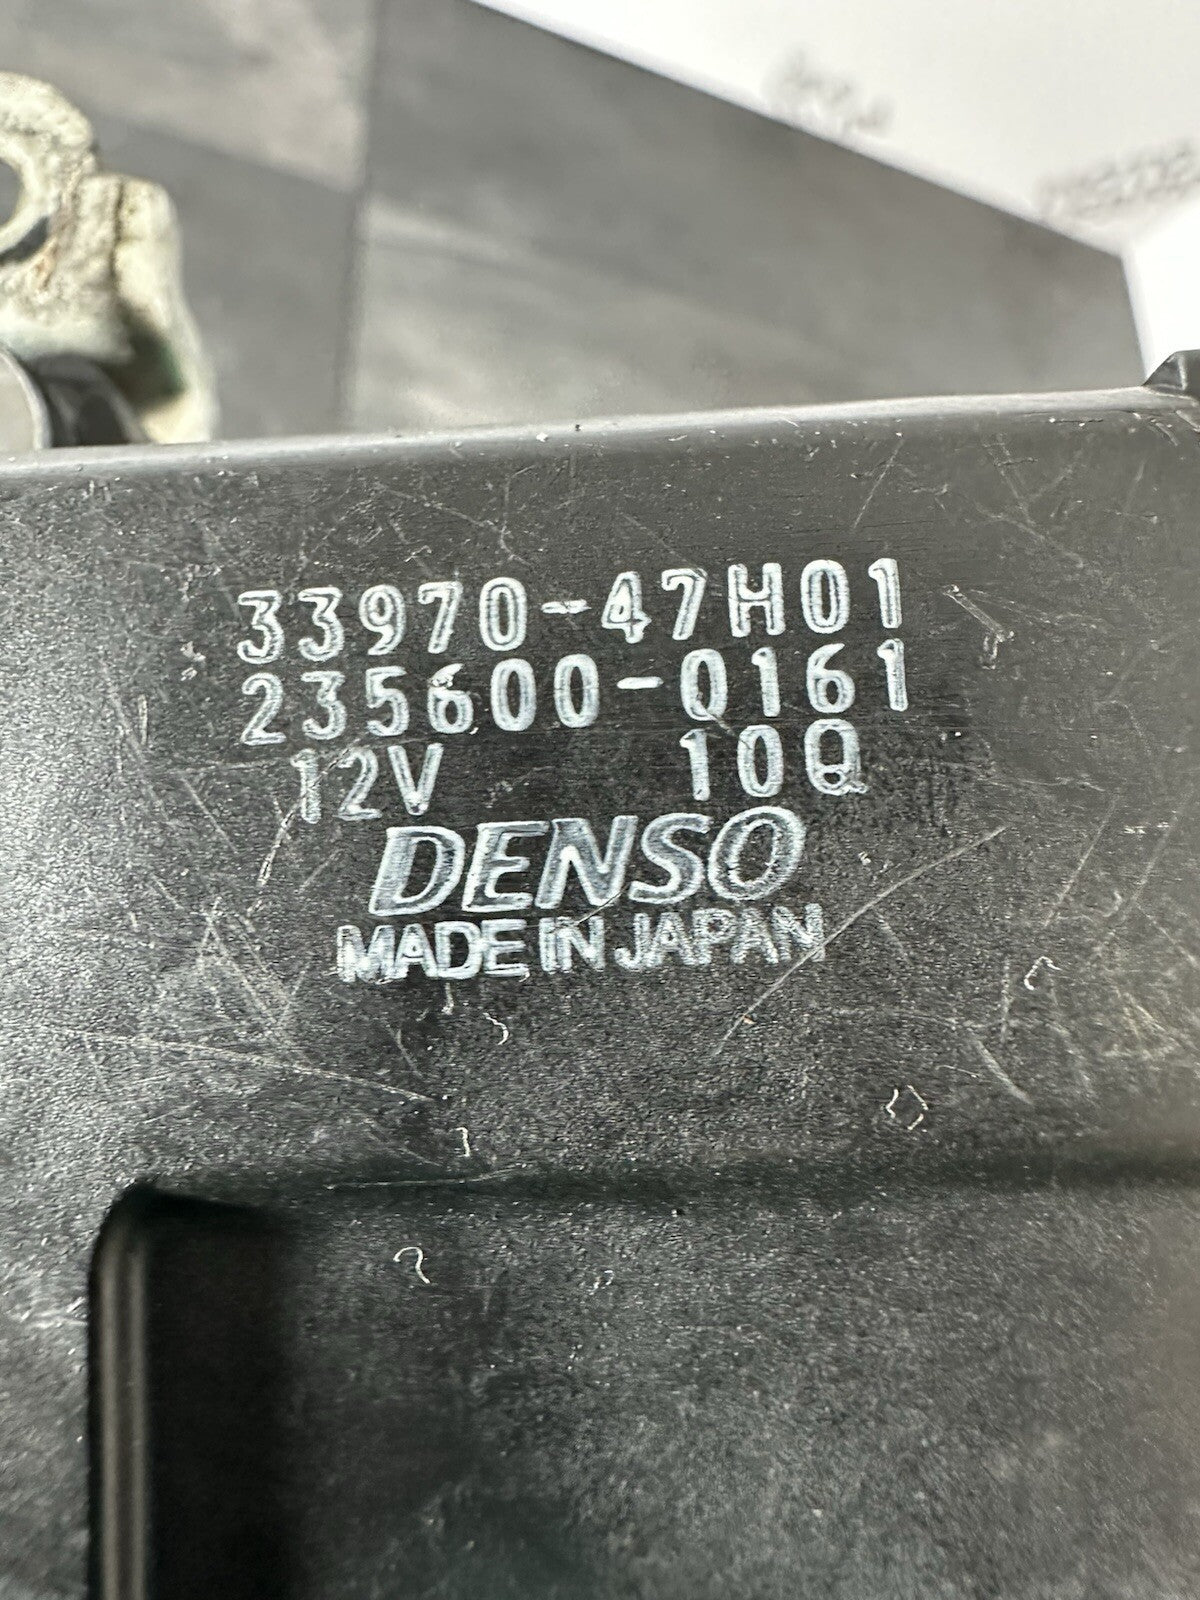 33970-47H01
235600-0161
12V 10Q
DENSO
MADE IN JAPAN